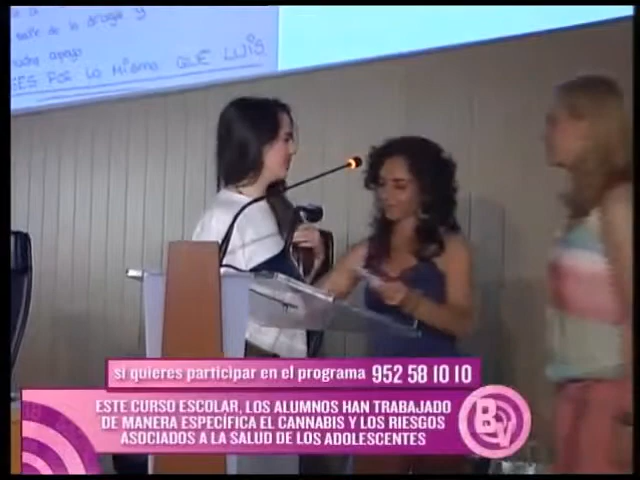 salle de la droga y
ES FOR LO MISMO QUE LUIS.
si quieres participar en el programa 952 58 10 10
ESTE CURSO ESCOLAR, LOS ALUMNOS HAN TRABAJADO
DE MANERA ESPECÍFICA EL CANNABIS Y LOS RIESGOS
ASOCIADOS A LA SALUD DE LOS ADOLESCENTES
BV